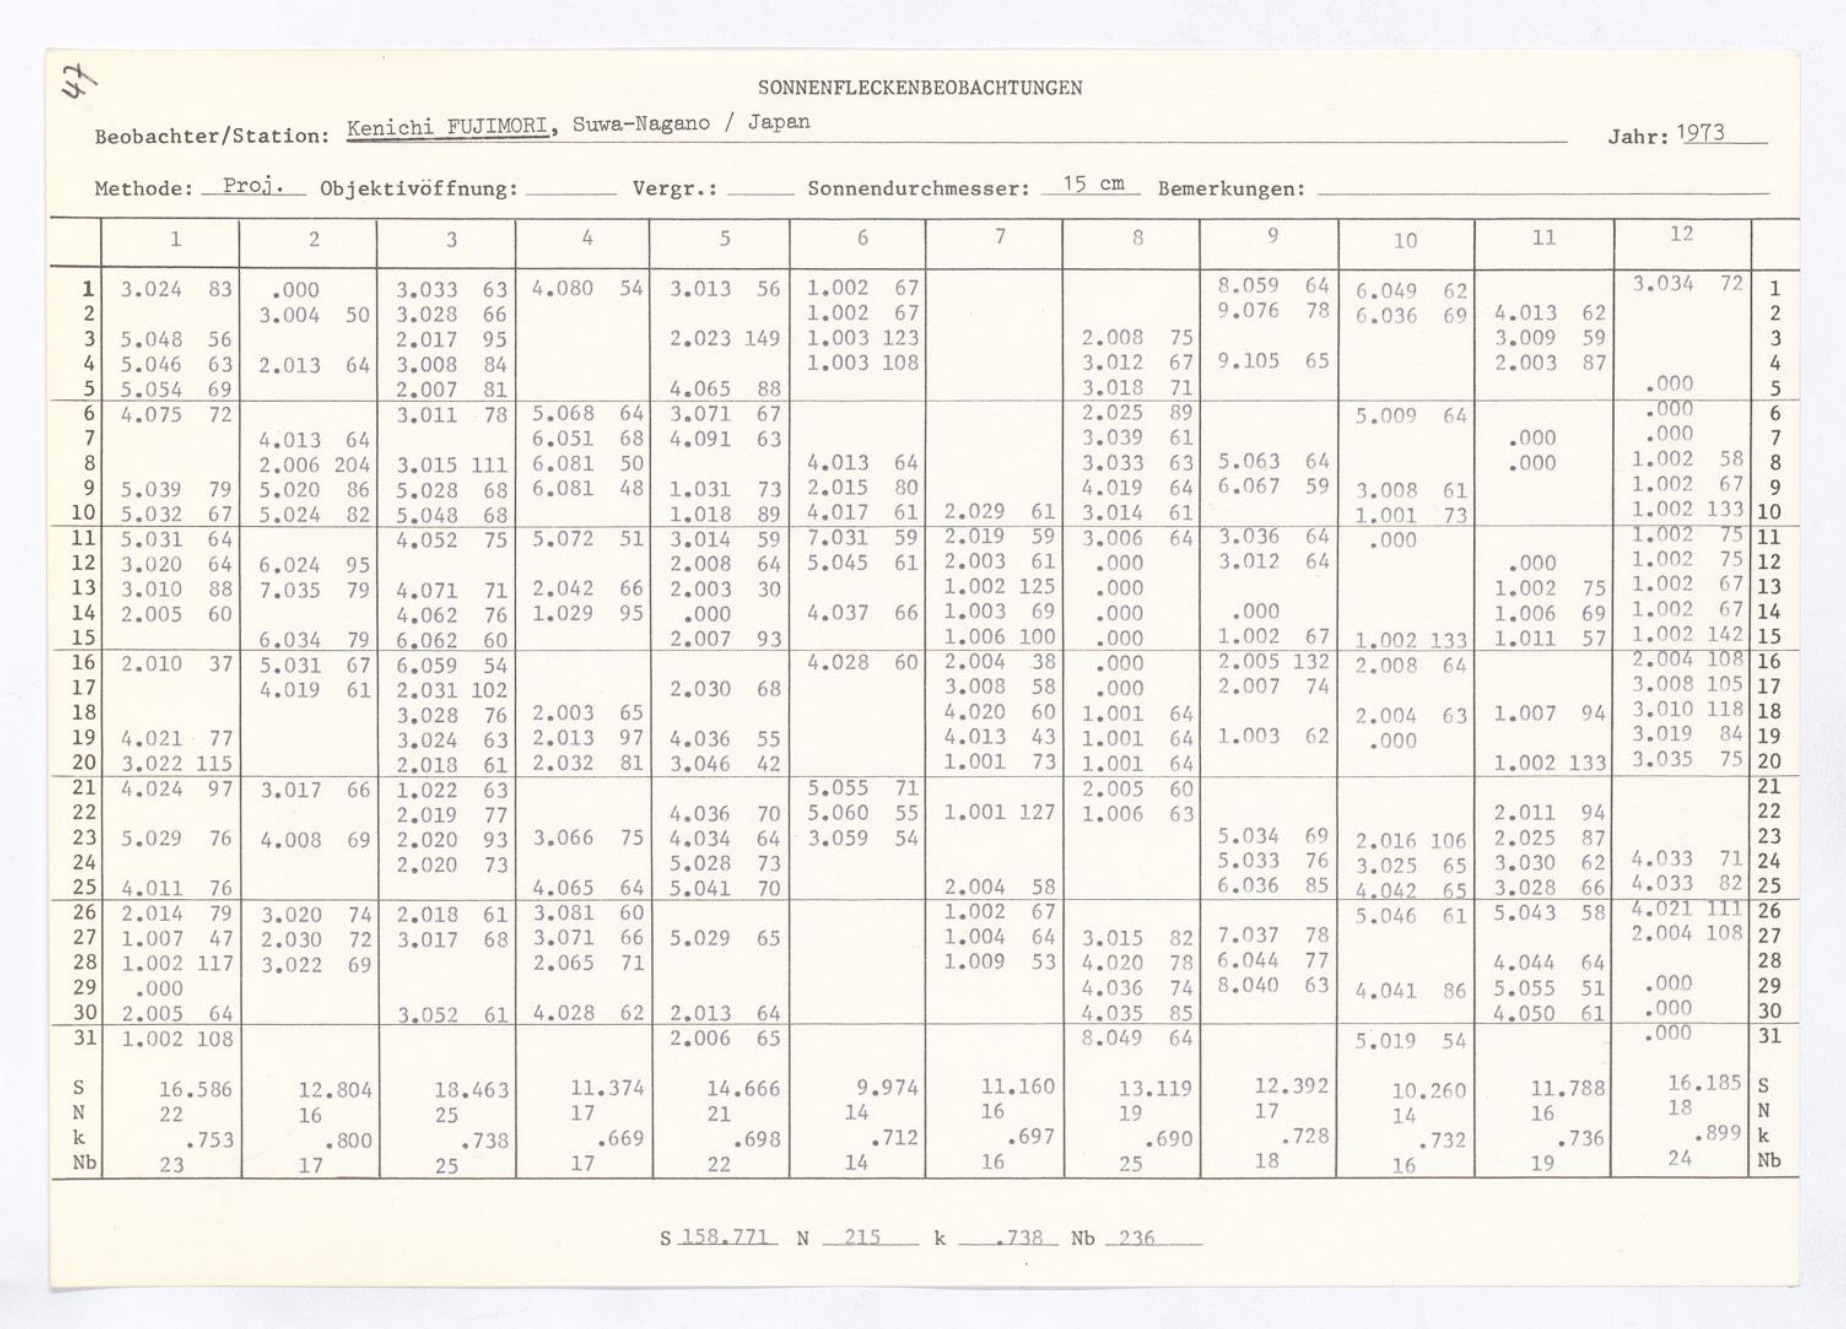 47
SONNENFLECKENBEOBACHTUNGEN
Beobachter/Station: Kenichi FUJIMORI, Suwa-Nagano / Japan Jahr: 1973
Methode: Proj. Objektivöffnung: Vergr.: Sonnendurchmesser: 15 cm Bemerkungen:
1 2 3 4 5 6 7 8 9 10 11 12
1 3.024 83 .000 3.033 63 4.080 54 3.013 56 1.002 67 8.059 64 6.049 62 3.034 72 1
2 3.004 50 3.028 66 1.002 67 9.076 78 6.036 69 4.013 62 2
3 5.048 56 2.017 95 2.023 149 1.003 123 2.008 75 3.009 59 3
4 5.046 63 2.013 64 3.008 84 1.003 108 3.012 67 9.105 65 2.003 87 4
5 5.054 69 2.007 81 4.065 88 3.018 71 .000 5
6 4.075 72 3.011 78 5.068 64 3.071 67 2.025 89 5.009 64 .000 6
7 4.013 64 6.051 68 4.091 63 3.039 61 .000 .000 7
8 2.006 204 3.015 111 6.081 50 4.013 64 3.033 63 5.063 64 .000 1.002 58 8
9 5.039 79 5.020 86 5.028 68 6.081 48 1.031 73 2.015 80 4.019 64 6.067 59 3.008 61 1.002 67 9
10 5.032 67 5.024 82 5.048 68 1.018 89 4.017 61 2.029 61 3.014 61 1.001 73 1.002 133 10
11 5.031 64 4.052 75 5.072 51 3.014 59 7.031 59 2.019 59 3.006 64 3.036 64 .000 1.002 75 11
12 3.020 64 6.024 95 2.008 64 5.045 61 2.003 61 .000 3.012 64 .000 1.002 75 12
13 3.010 88 7.035 79 4.071 71 2.042 66 2.003 30 1.002 125 .000 1.002 75 1.002 67 13
14 2.005 60 4.062 76 1.029 95 .000 4.037 66 1.003 69 .000 .000 1.006 69 1.002 67 14
15 6.034 79 6.062 60 2.007 93 1.006 100 .000 1.002 67 1.002 133 1.011 57 1.002 142 15
16 2.010 37 5.031 67 6.059 54 4.028 60 2.004 38 .000 2.005 132 2.008 64 2.004 108 16
17 4.019 61 2.031 102 2.030 68 3.008 58 .000 2.007 74 3.008 105 17
18 3.028 76 2.003 65 4.020 60 1.001 64 2.004 63 1.007 94 3.010 118 18
19 4.021 77 3.024 63 2.013 97 4.036 55 4.013 43 1.001 64 1.003 62 .000 3.019 84 19
20 3.022 115 2.018 61 2.032 81 3.046 42 1.001 73 1.001 64 1.002 133 3.035 75 20
21 4.024 97 3.017 66 1.022 63 5.055 71 2.005 60 21
22 2.019 77 4.036 70 5.060 55 1.001 127 1.006 63 2.011 94 22
23 5.029 76 4.008 69 2.020 93 3.066 75 4.034 64 3.059 54 5.034 69 2.016 106 2.025 87 23
24 2.020 73 5.028 73 5.033 76 3.025 65 3.030 62 4.033 71 24
25 4.011 76 4.065 64 5.041 70 2.004 58 6.036 85 4.042 65 3.028 66 4.033 82 25
26 2.014 79 3.020 74 2.018 61 3.081 60 1.002 67 5.046 61 5.043 58 4.021 111 26
27 1.007 47 2.030 72 3.017 68 3.071 66 5.029 65 1.004 64 3.015 82 7.037 78 2.004 108 27
28 1.002 117 3.022 69 2.065 71 1.009 53 4.020 78 6.044 77 4.044 64 28
29 .000 4.036 74 8.040 63 4.041 86 5.055 51 .000 29
30 2.005 64 3.052 61 4.028 62 2.013 64 4.035 85 4.050 61 .000 30
31 1.002 108 2.006 65 8.049 64 5.019 54 .000 31
S 16.586 12.804 18.463 11.374 14.666 9.974 11.160 13.119 12.392 10.260 11.788 16.185 S
N 22 16 25 17 21 14 16 19 17 14 16 18 N
k .753 .800 .738 .669 .698 .712 .697 .690 .728 .732 .736 .899 k
Nb 23 17 25 17 22 14 16 25 18 16 19 24 Nb
S 158.771 N 215 k .738 Nb 236